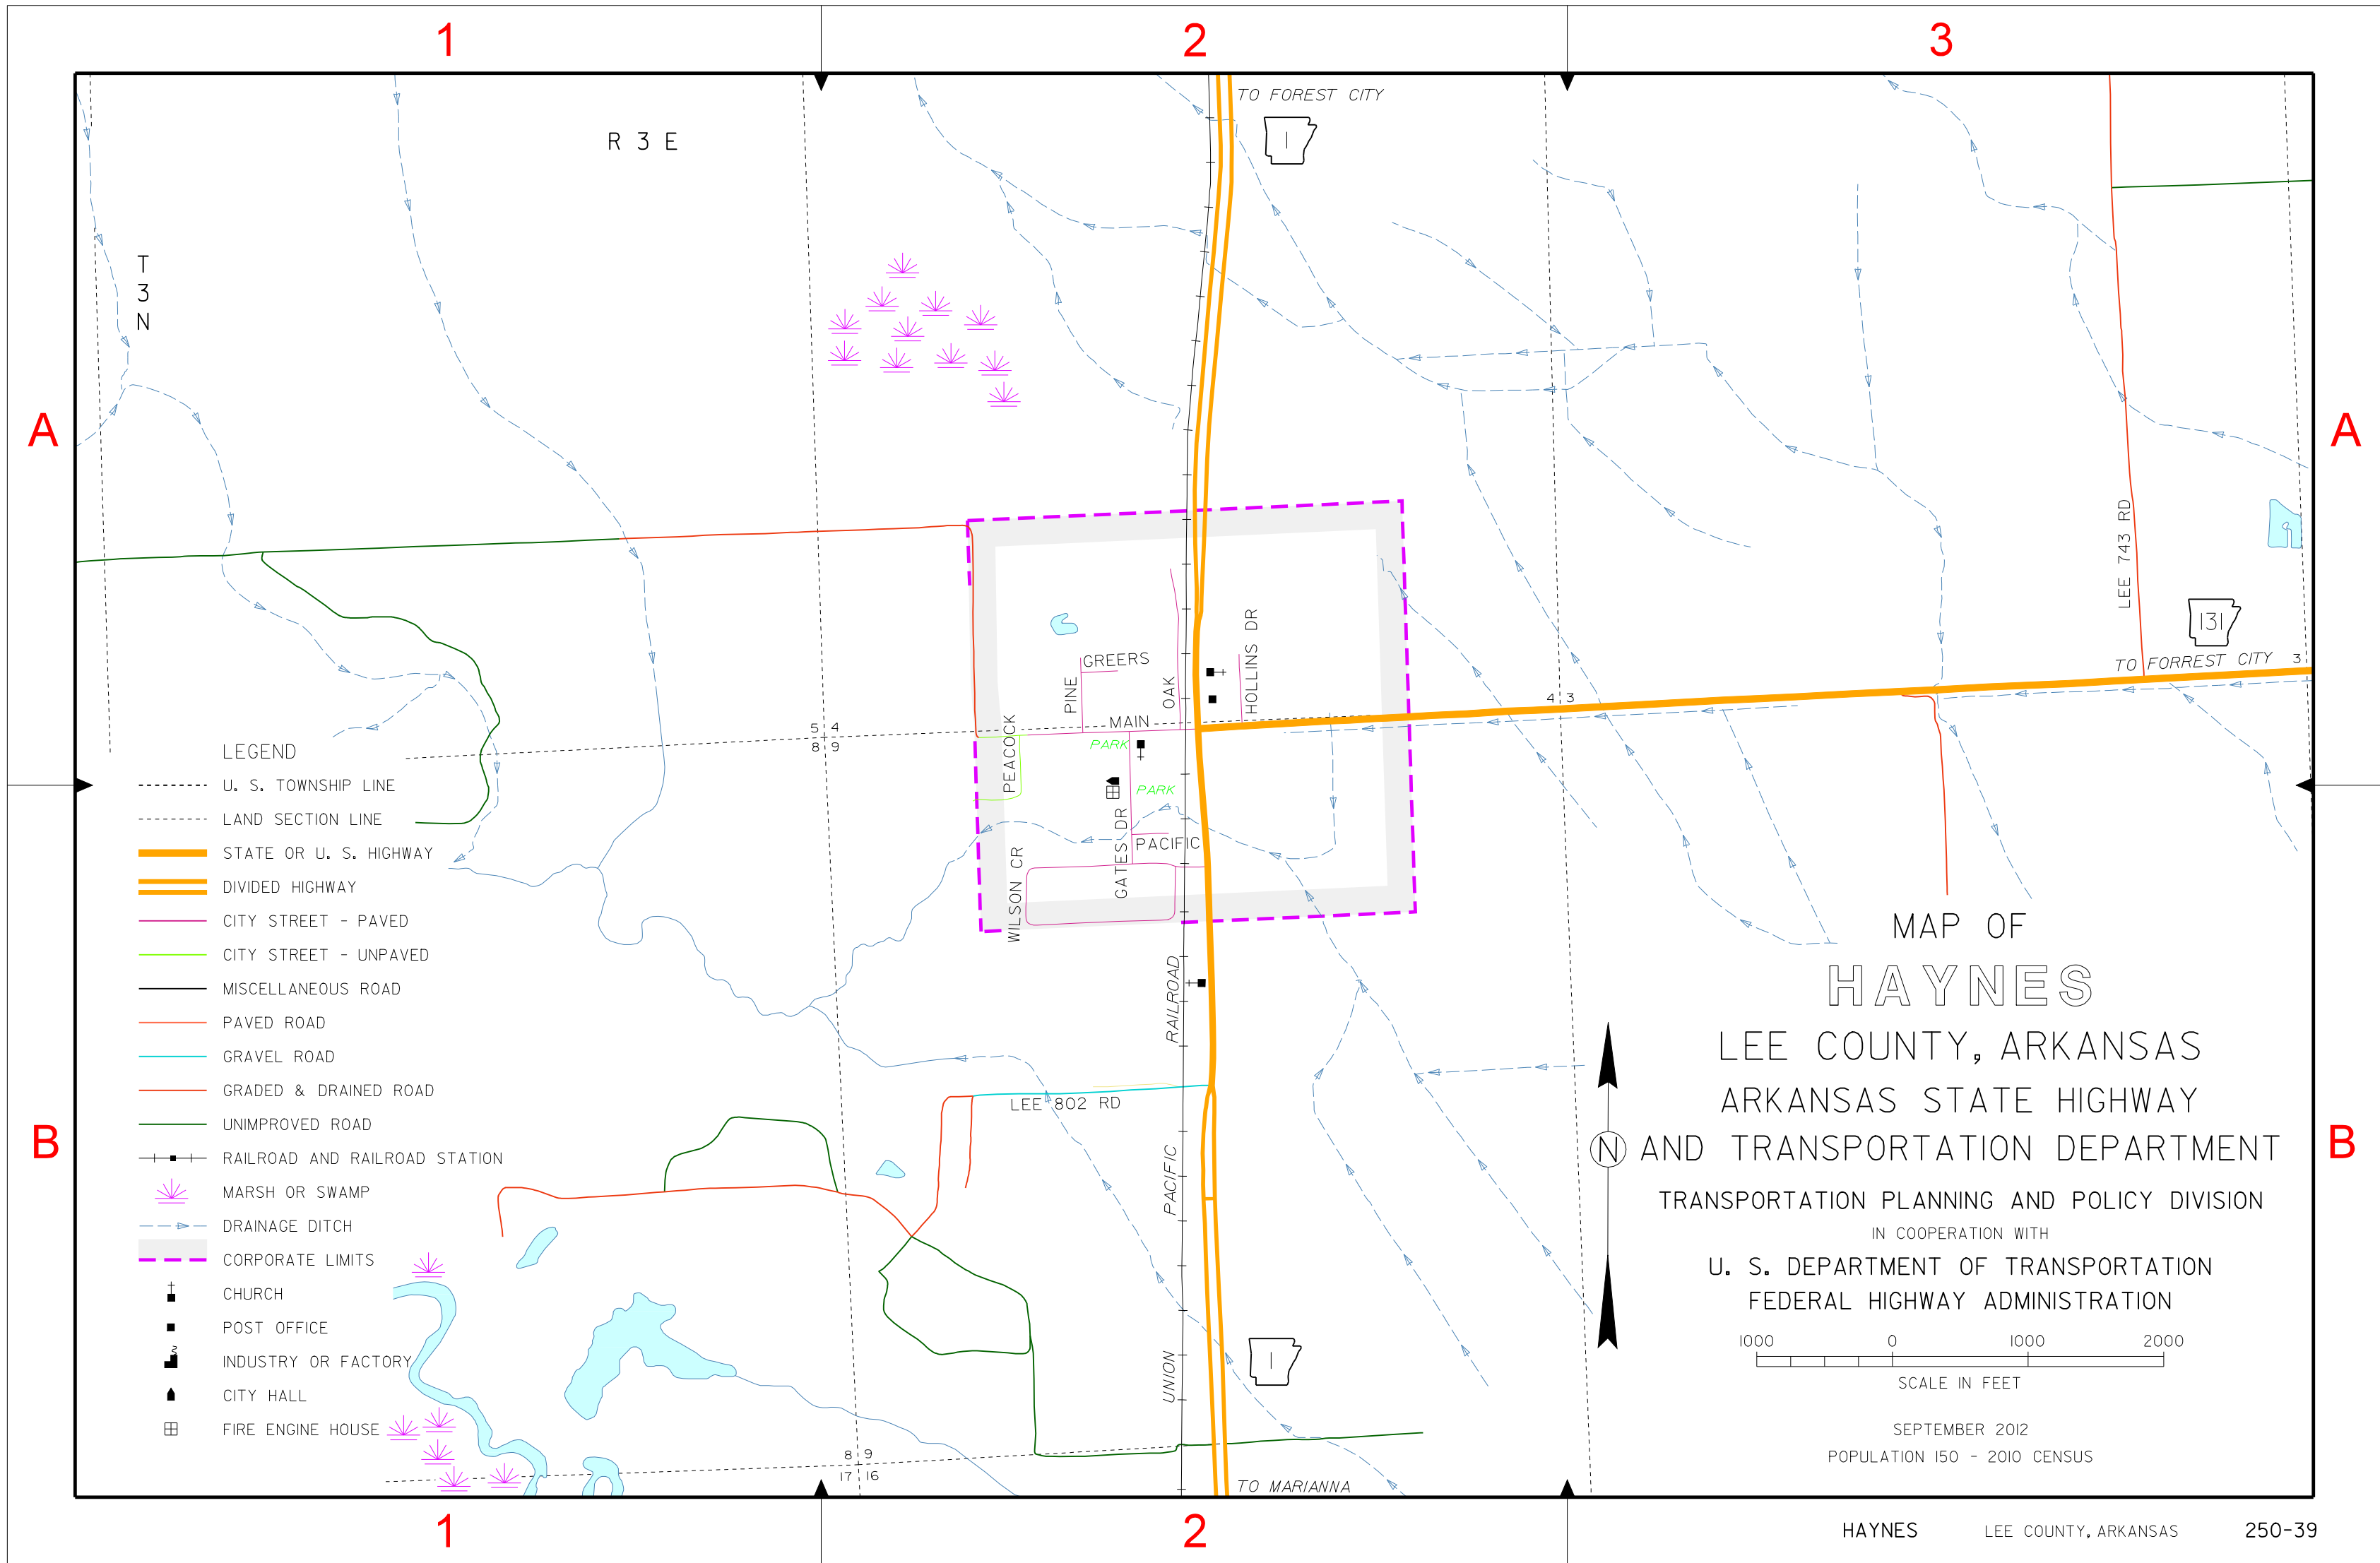 1
2
3
TO FOREST CITY
1
R 3 E
T
3
N
A
A
LEE 743 RD
131
TO FORREST CITY
3
HOLLINS DR
GREERS
PINE
OAK
MAIN
4 3
5 4
8 9
PEACOCK
PARK
PARK
GATES DR
PACIFIC
WILSON CR
LEGEND
U. S. TOWNSHIP LINE
LAND SECTION LINE
STATE OR U. S. HIGHWAY
DIVIDED HIGHWAY
CITY STREET - PAVED
CITY STREET - UNPAVED
MISCELLANEOUS ROAD
PAVED ROAD
GRAVEL ROAD
GRADED & DRAINED ROAD
UNIMPROVED ROAD
RAILROAD AND RAILROAD STATION
MARSH OR SWAMP
DRAINAGE DITCH
CORPORATE LIMITS
CHURCH
POST OFFICE
INDUSTRY OR FACTORY
CITY HALL
FIRE ENGINE HOUSE
UNION PACIFIC RAILROAD
LEE 802 RD
1
8 9
17 16
TO MARIANNA
MAP OF
HAYNES
LEE COUNTY, ARKANSAS
ARKANSAS STATE HIGHWAY
AND TRANSPORTATION DEPARTMENT
N
TRANSPORTATION PLANNING AND POLICY DIVISION
IN COOPERATION WITH
U. S. DEPARTMENT OF TRANSPORTATION
FEDERAL HIGHWAY ADMINISTRATION
1000 0 1000 2000
SCALE IN FEET
SEPTEMBER 2012
POPULATION 150 - 2010 CENSUS
B
B
1
2
HAYNES LEE COUNTY, ARKANSAS 250-39